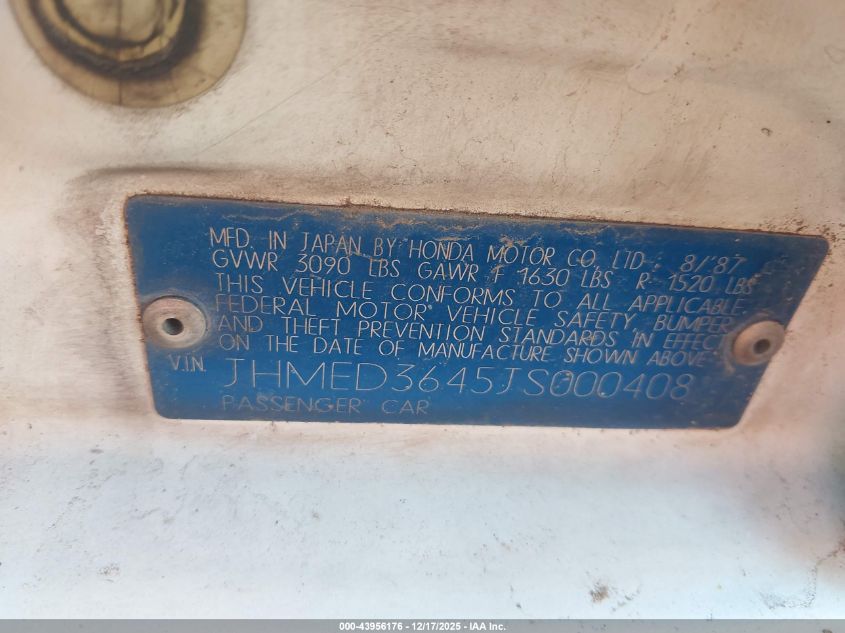 MFD. IN JAPAN BY HONDA MOTOR CO. LTD. 8/'87
GVWR 3090 LBS GAWR F 1630 LBS R 1520 LBS
THIS VEHICLE CONFORMS TO ALL APPLICABLE
FEDERAL MOTOR VEHICLE SAFETY, BUMPER,
AND THEFT PREVENTION STANDARDS IN EFFECT
ON THE DATE OF MANUFACTURE SHOWN ABOVE.
V.I.N. JHMED3645JS000408
PASSENGER CAR
000-43956176 - 12/17/2025 - IAA Inc.